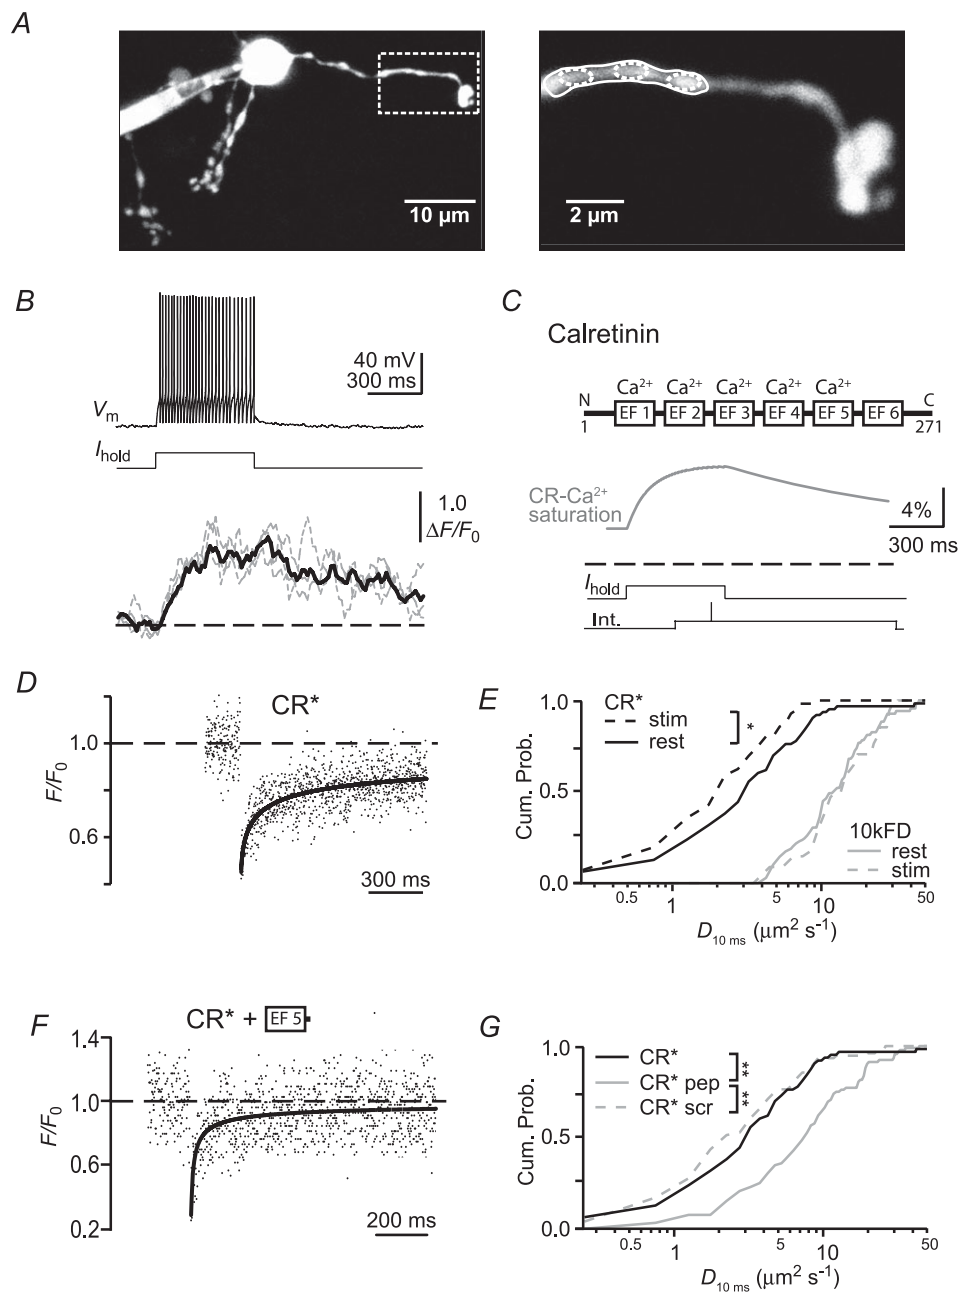 A
10 µm
2 µm
B
40 mV
300 ms
Vm
Ihold
1.0
ΔF/F0
C
Calretinin
Ca2+ Ca2+ Ca2+ Ca2+ Ca2+
N C
EF 1 EF 2 EF 3 EF 4 EF 5 EF 6
1 271
CR-Ca2+
saturation
4%
300 ms
Ihold
Int.
D
CR*
F/F0
1.0
0.6
300 ms
E
CR*
stim
rest
*
Cum. Prob.
1.0
0.5
0.0
10kFD
rest
stim
0.5 1 5 10 50
D10 ms (µm2 s-1)
F
CR* + EF 5
F/F0
1.4
1.0
0.6
0.2
200 ms
G
CR*
CR* pep
CR* scr
**
**
Cum. Prob.
1.0
0.5
0.0
0.5 1 5 10 50
D10 ms (µm2 s-1)